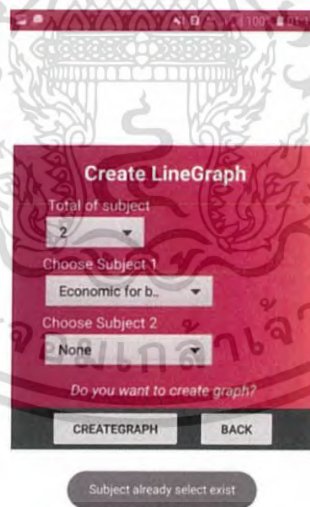 100%
Create LineGraph
Total of subject
2
Choose Subject 1
Economic for b..
Choose Subject 2
None
Do you want to create graph?
CREATEGRAPH BACK
Subject already select exist